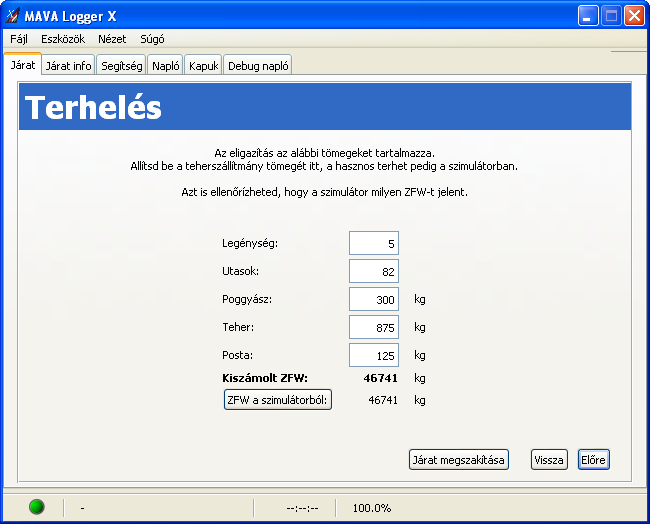 MAVA Logger X
Fájl Eszközök Nézet Súgó
Járat Járat info Segítség Napló Kapuk Debug napló
Terhelés
Az eligazítás az alábbi tömegeket tartalmazza.
Allítsd be a teherszállítmány tömegét itt, a hasnos terhet pedig a szimulátorban.
Azt is ellenőrízheted, hogy a szimulátor milyen ZFW-t jelent.
Legénység: 5
Utasok: 82
Poggyász: 300 kg
Teher: 875 kg
Posta: 125 kg
Kiszámolt ZFW: 46741 kg
ZFW a szimulátorból: 46741 kg
Járat megszakítása Vissza Előre
- --:--:-- 100.0%